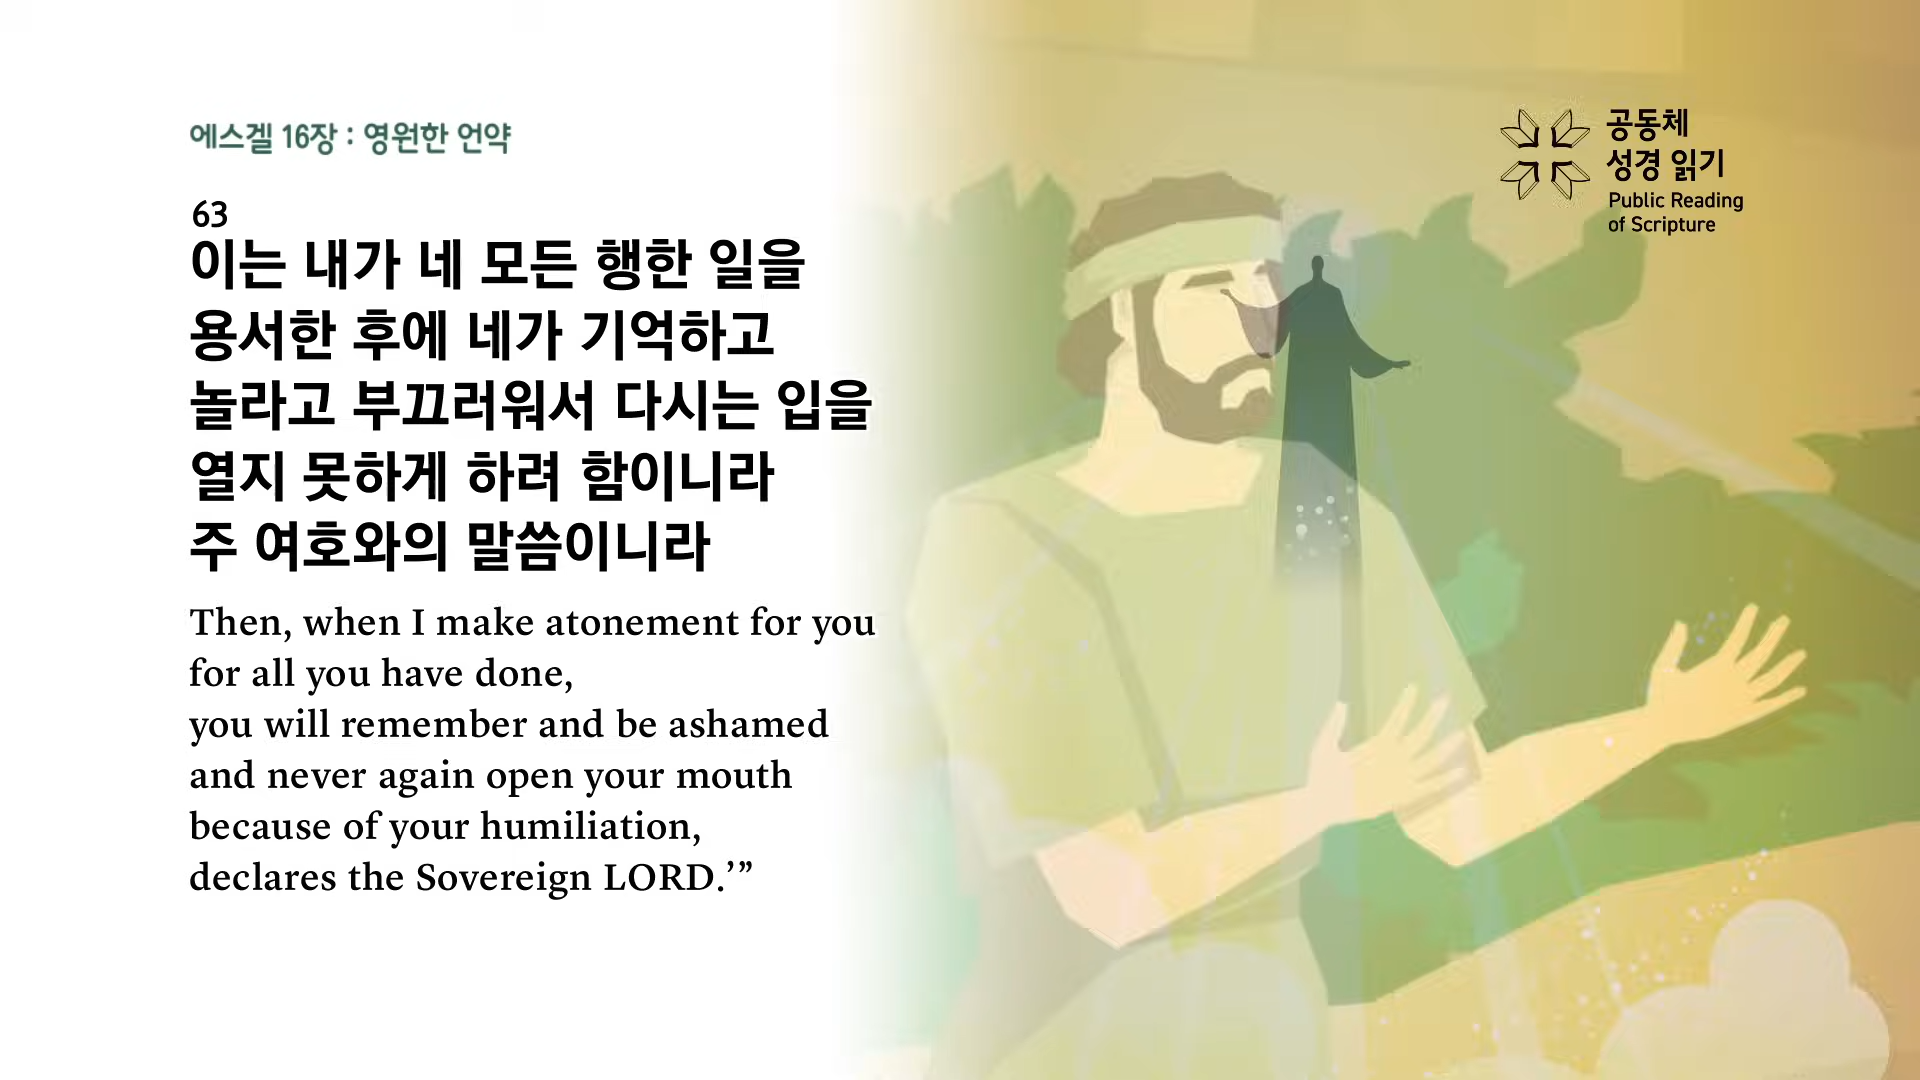 에스겔 16장 : 영원한 언약
63
이는 내가 네 모든 행한 일을
용서한 후에 네가 기억하고
놀라고 부끄러워서 다시는 입을
열지 못하게 하려 함이니라
주 여호와의 말씀이니라
Then, when I make atonement for you
for all you have done,
you will remember and be ashamed
and never again open your mouth
because of your humiliation,
declares the Sovereign LORD.’”
공동체
성경 읽기
Public Reading
of Scripture